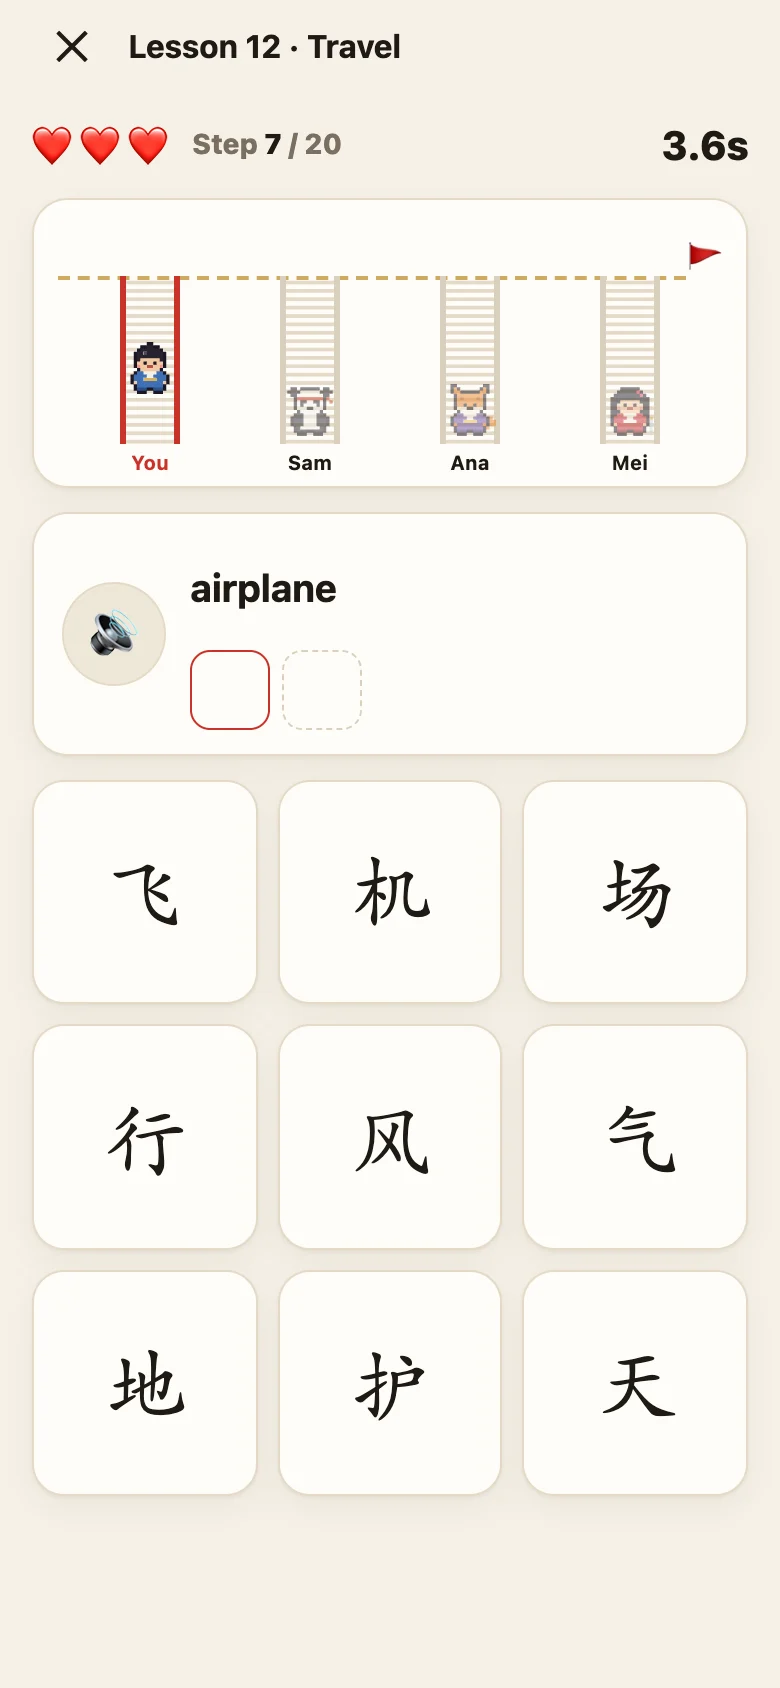 Lesson 12 · Travel
Step 7 / 20
3.6s
You Sam Ana Mei
airplane
飞 机 场
行 风 气
地 护 天